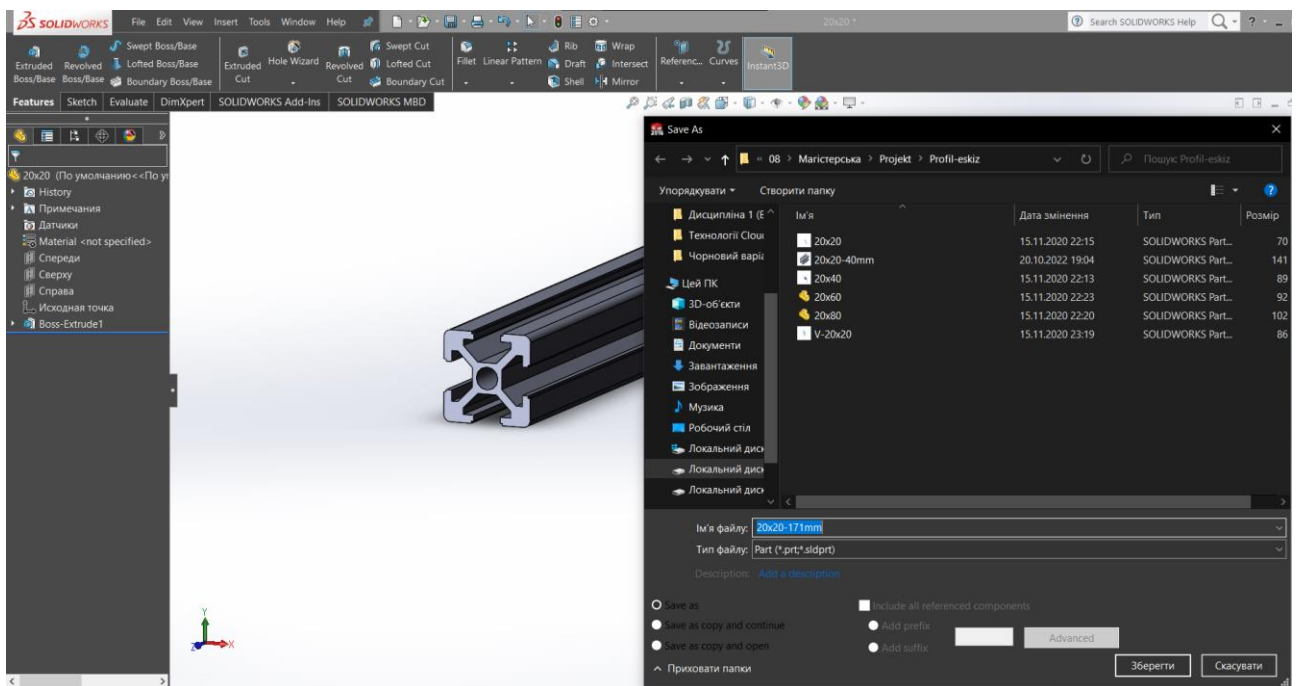 SOLIDWORKS File Edit View Insert Tools Window Help 20x20 * Search SOLIDWORKS Help
Extruded Boss/Base Revolved Boss/Base Swept Boss/Base Lofted Boss/Base Boundary Boss/Base Extruded Cut Hole Wizard Revolved Cut Swept Cut Lofted Cut Boundary Cut Fillet Linear Pattern Rib Draft Shell Wrap Intersect Mirror Referenc... Curves Instant3D
Features Sketch Evaluate DimXpert SOLIDWORKS Add-Ins SOLIDWORKS MBD
20x20 (По умолчанию<<По
History
Примечания
Датчики
Material <not specified>
Спереди
Сверху
Справа
Исходная точка
Boss-Extrude1
Y
X
Z
Save As
« 08 > Магістерська > Projekt > Profil-eskiz
Пошук: Profil-eskiz
Упорядкувати Створити папку
Дисципліна 1 (Е
Технології Clou
Чорновий варіа
Цей ПК
3D-об'єкти
Відеозаписи
Документи
Завантаження
Зображення
Музика
Робочий стіл
Локальний диск
Локальний диск
Локальний диск
Ім'я Дата змінення Тип Розмір
20x20 15.11.2020 22:15 SOLIDWORKS Part... 70
20x20-40mm 20.10.2022 19:04 SOLIDWORKS Part... 141
20x40 15.11.2020 22:13 SOLIDWORKS Part... 89
20x60 15.11.2020 22:23 SOLIDWORKS Part... 92
20x80 15.11.2020 22:20 SOLIDWORKS Part... 102
V-20x20 15.11.2020 23:19 SOLIDWORKS Part... 86
Ім'я файлу: 20x20-171mm
Тип файлу: Part (*.prt;*.sldprt)
Description: Add a description
Save as
Save as copy and continue
Save as copy and open
Include all referenced components
Add prefix
Add suffix
Advanced
Приховати папки
Зберегти Скасувати